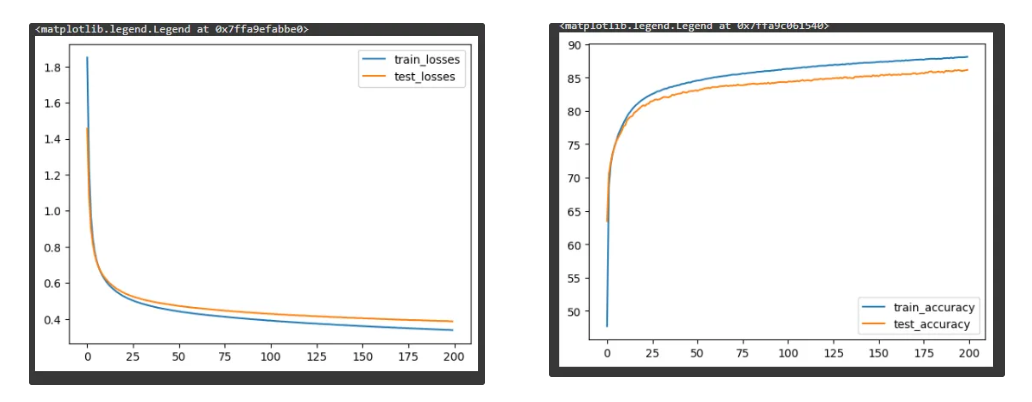 <matplotlib.legend.Legend at 0x7ffa9efabbe0>
train_losses
test_losses
1.8
1.6
1.4
1.2
1.0
0.8
0.6
0.4
0 25 50 75 100 125 150 175 200
<matplotlib.legend.Legend at 0x7ffa9c061540>
90
85
80
75
70
65
60
55
50
train_accuracy
test_accuracy
0 25 50 75 100 125 150 175 200